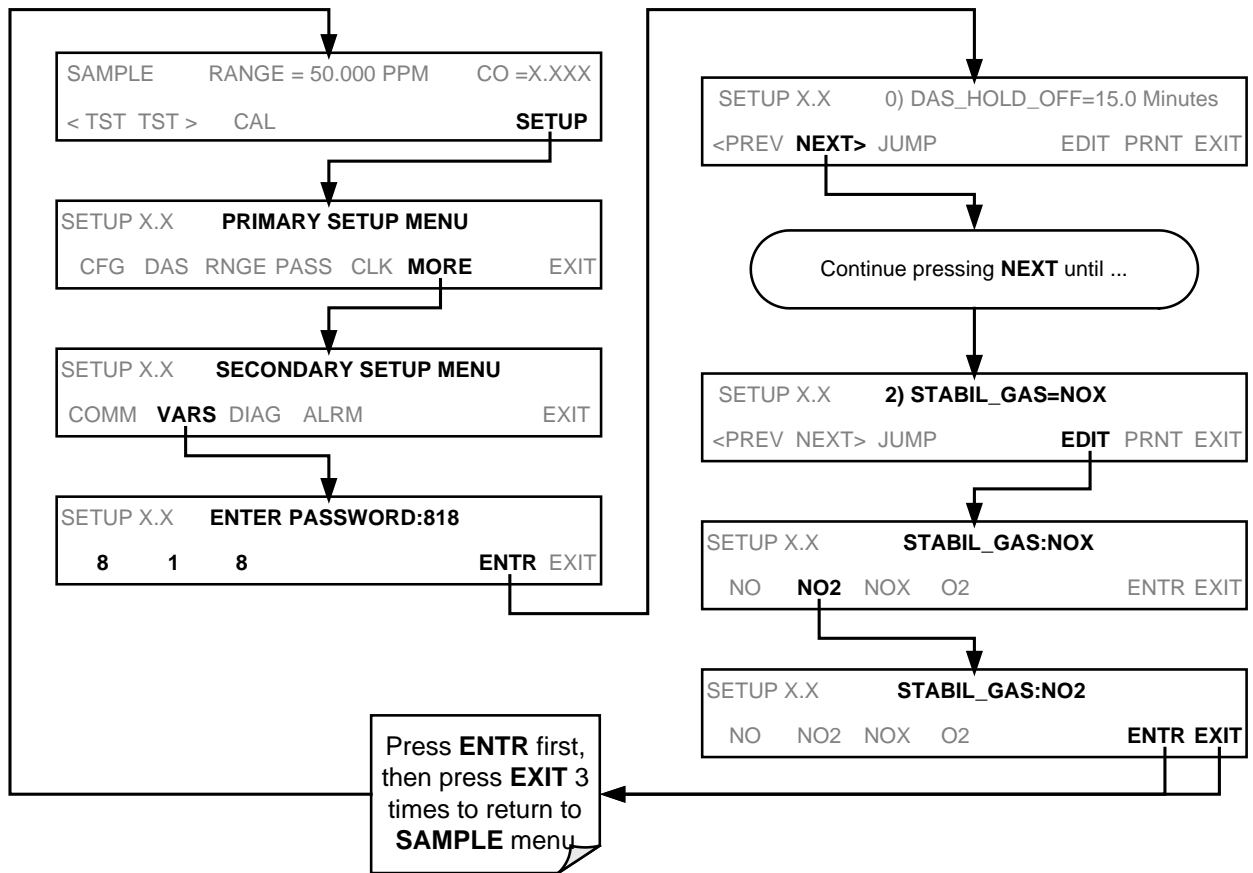 SAMPLE RANGE = 50.000 PPM CO =X.XXX
< TST TST > CAL SETUP
SETUP X.X PRIMARY SETUP MENU
CFG DAS RNGE PASS CLK MORE EXIT
SETUP X.X SECONDARY SETUP MENU
COMM VARS DIAG ALRM EXIT
SETUP X.X ENTER PASSWORD:818
8 1 8 ENTR EXIT
SETUP X.X 0) DAS_HOLD_OFF=15.0 Minutes
<PREV NEXT> JUMP EDIT PRNT EXIT
Continue pressing NEXT until ...
SETUP X.X 2) STABIL_GAS=NOX
<PREV NEXT> JUMP EDIT PRNT EXIT
SETUP X.X STABIL_GAS:NOX
NO NO2 NOX O2 ENTR EXIT
SETUP X.X STABIL_GAS:NO2
NO NO2 NOX O2 ENTR EXIT
Press ENTR first,
then press EXIT 3
times to return to
SAMPLE menu